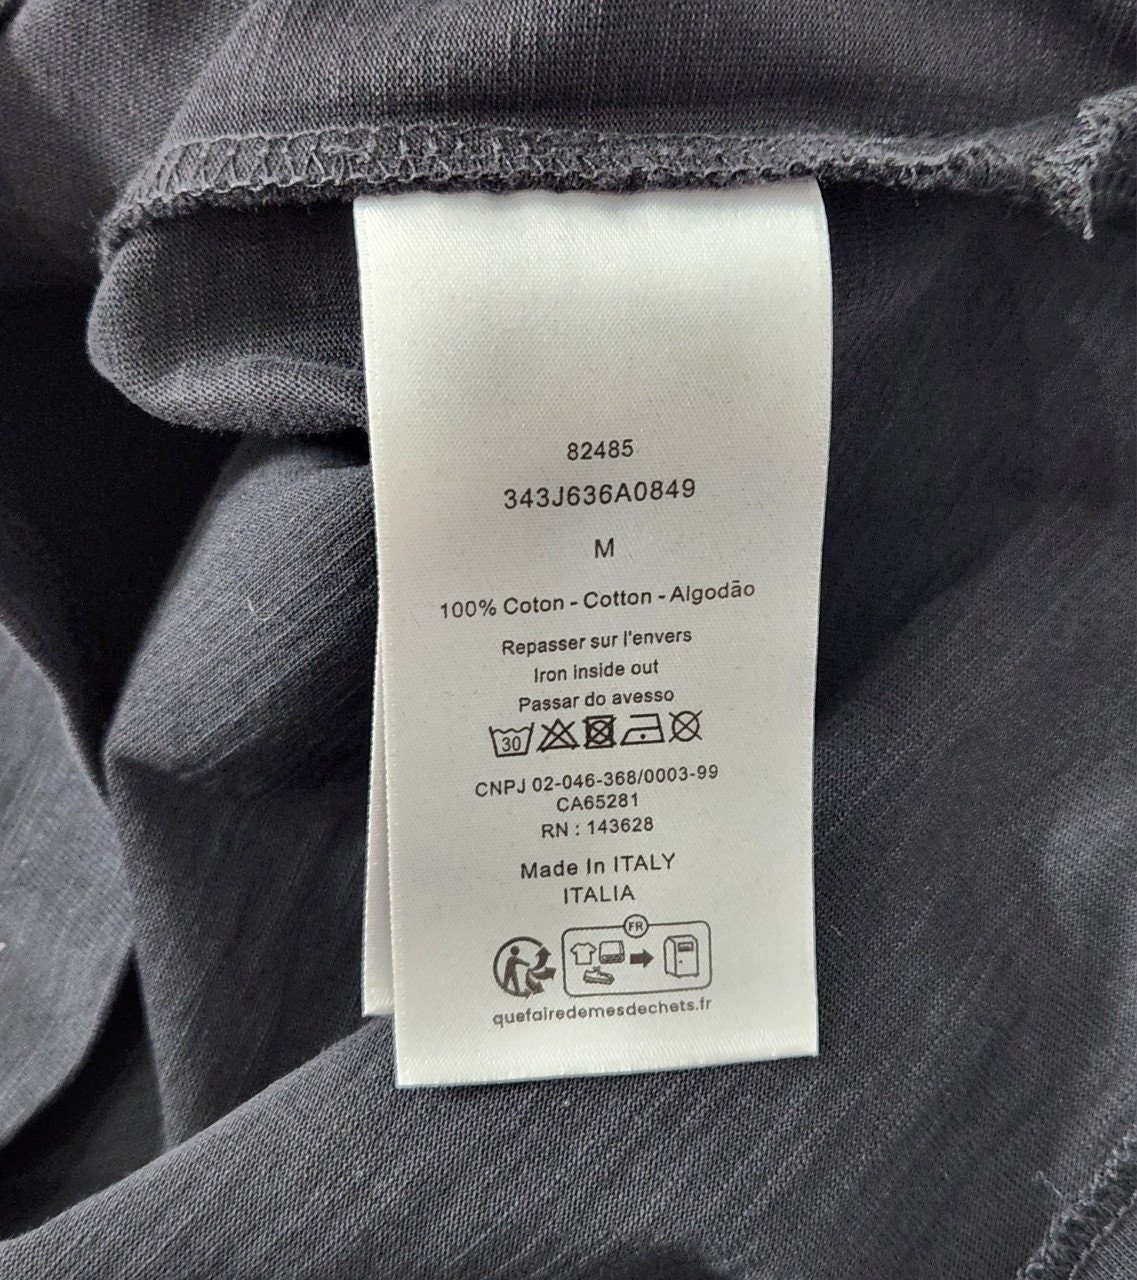 82485
343J636A0849
M
100% Coton - Cotton - Algodão
Repasser sur l'envers
Iron inside out
Passar do avesso
30
CNPJ 02-046-368/0003-99
CA65281
RN : 143628
Made In ITALY
ITALIA
FR
quefairedemesdechets.fr